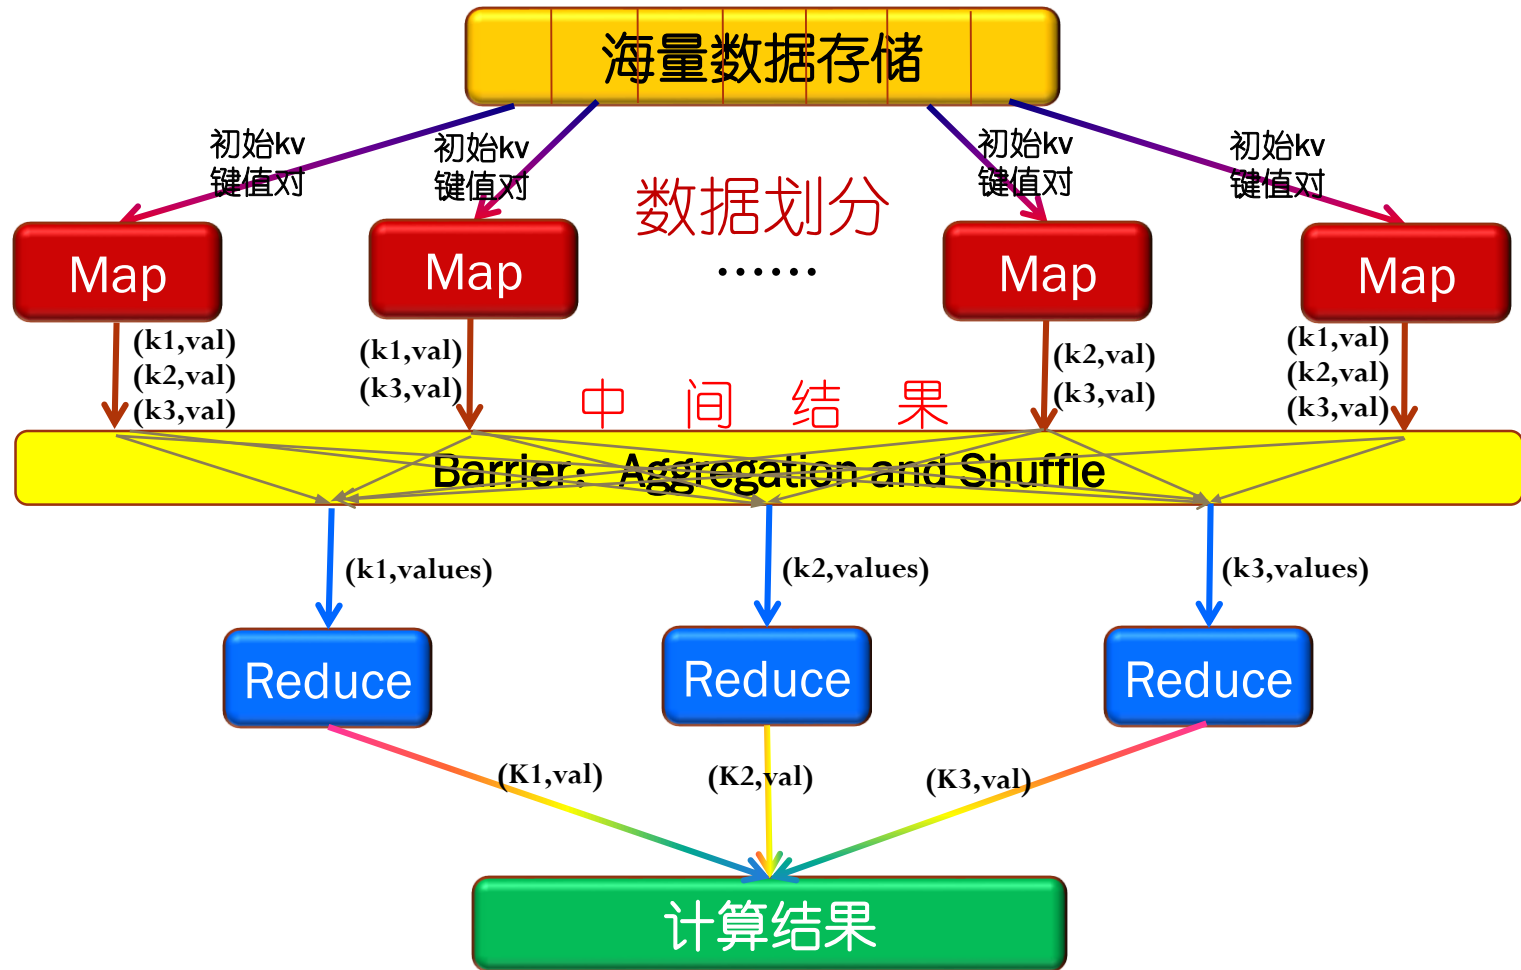 海量数据存储
初始kv
键值对
初始kv
键值对
初始kv
键值对
初始kv
键值对
数据划分
......
Map
Map
Map
Map
(k1,val)
(k2,val)
(k3,val)
(k1,val)
(k3,val)
(k2,val)
(k3,val)
(k1,val)
(k2,val)
(k3,val)
中 间 结 果
Barrier：Aggregation and Shuffle
(k1,values)
(k2,values)
(k3,values)
Reduce
Reduce
Reduce
(K1,val)
(K2,val)
(K3,val)
计算结果